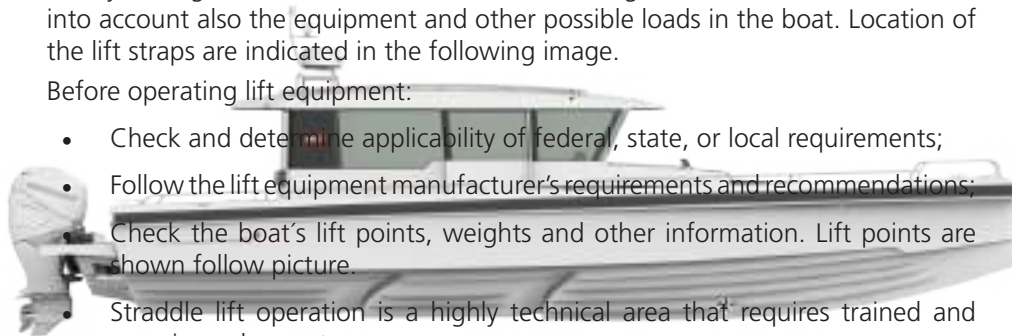 into account also the equipment and other possible loads in the boat. Location of
the lift straps are indicated in the following image.
Before operating lift equipment:
• Check and determine applicability of federal, state, or local requirements;
• Follow the lift equipment manufacturer's requirements and recommendations;
• Check the boat´s lift points, weights and other information. Lift points are
shown follow picture.
• Straddle lift operation is a highly technical area that requires trained and